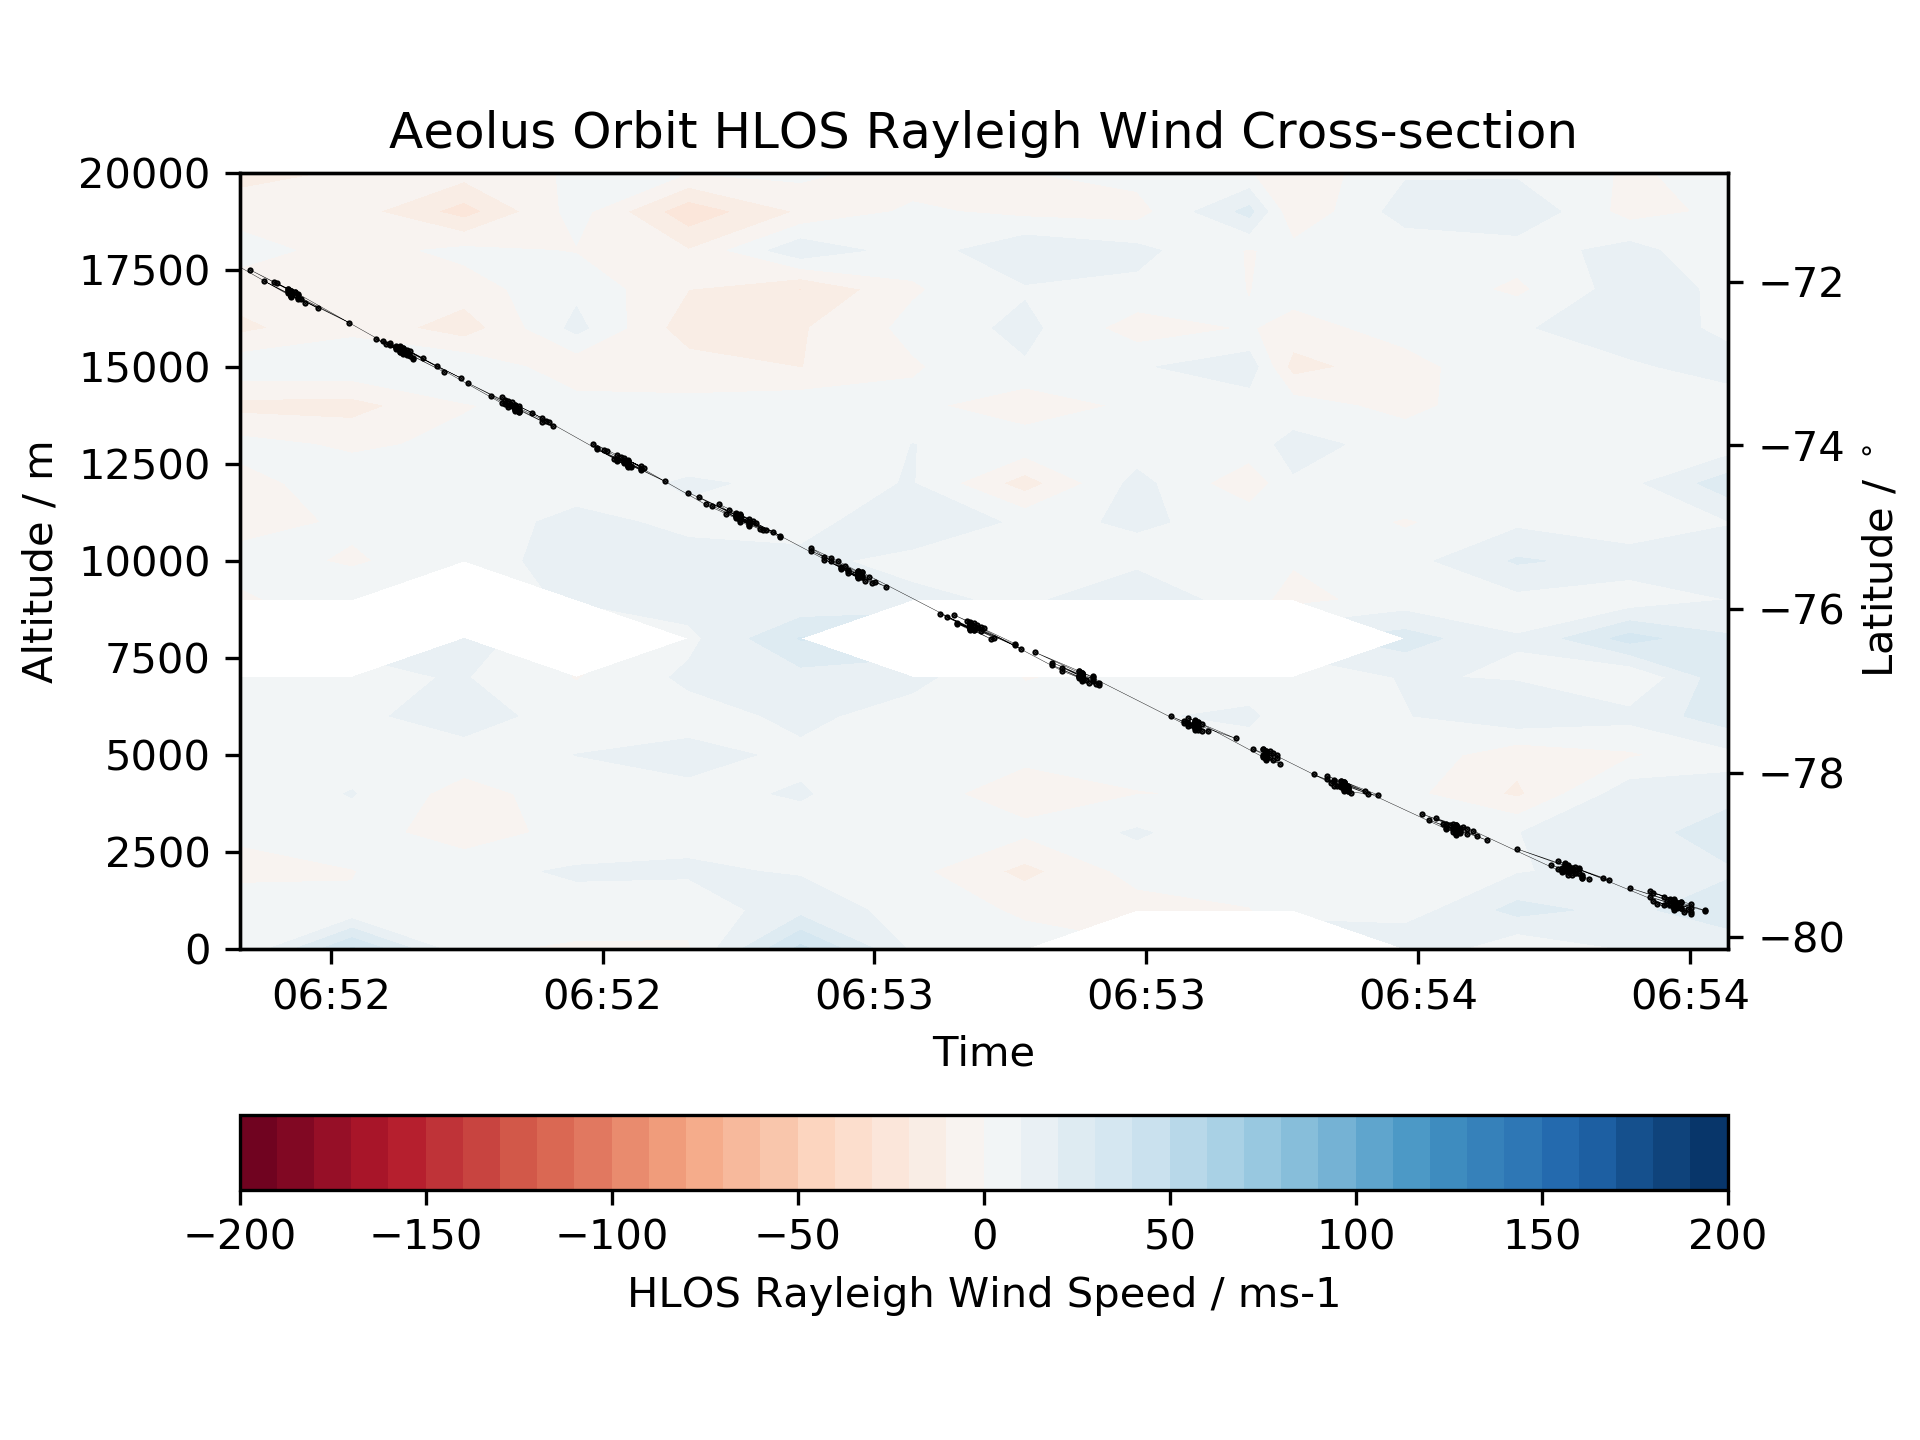 Aeolus Orbit HLOS Rayleigh Wind Cross-section
20000
17500
15000
12500
10000
7500
5000
2500
0
Altitude / m
−72
−74
−76
−78
−80
Latitude / °
06:52 06:52 06:53 06:53 06:54 06:54
Time
−200 −150 −100 −50 0 50 100 150 200
HLOS Rayleigh Wind Speed / ms-1